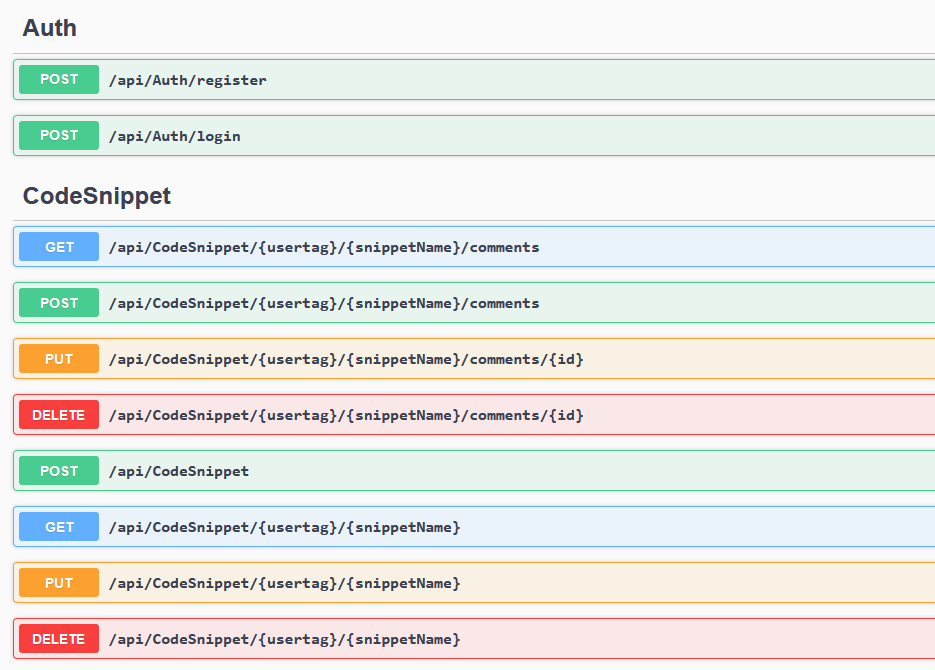 Auth
POST /api/Auth/register
POST /api/Auth/login
CodeSnippet
GET /api/CodeSnippet/{usertag}/{snippetName}/comments
POST /api/CodeSnippet/{usertag}/{snippetName}/comments
PUT /api/CodeSnippet/{usertag}/{snippetName}/comments/{id}
DELETE /api/CodeSnippet/{usertag}/{snippetName}/comments/{id}
POST /api/CodeSnippet
GET /api/CodeSnippet/{usertag}/{snippetName}
PUT /api/CodeSnippet/{usertag}/{snippetName}
DELETE /api/CodeSnippet/{usertag}/{snippetName}